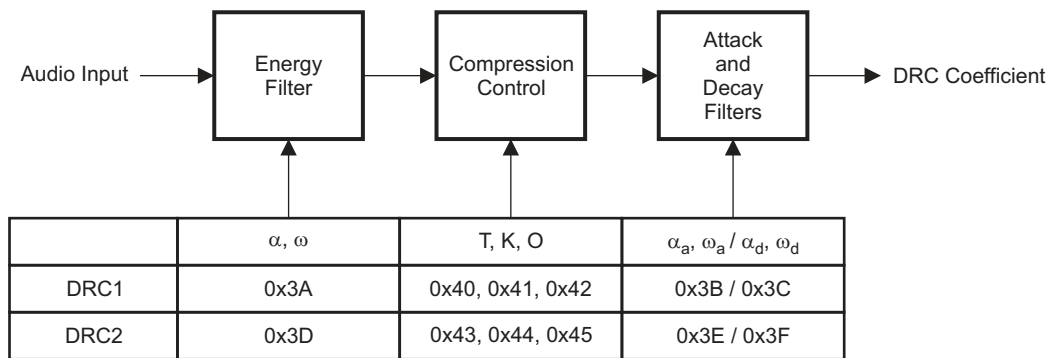 Audio Input
Energy
Filter
Compression
Control
Attack
and
Decay
Filters
DRC Coefficient
α, ω
T, K, O
αa, ωa / αd, ωd
DRC1
0x3A
0x40, 0x41, 0x42
0x3B / 0x3C
DRC2
0x3D
0x43, 0x44, 0x45
0x3E / 0x3F